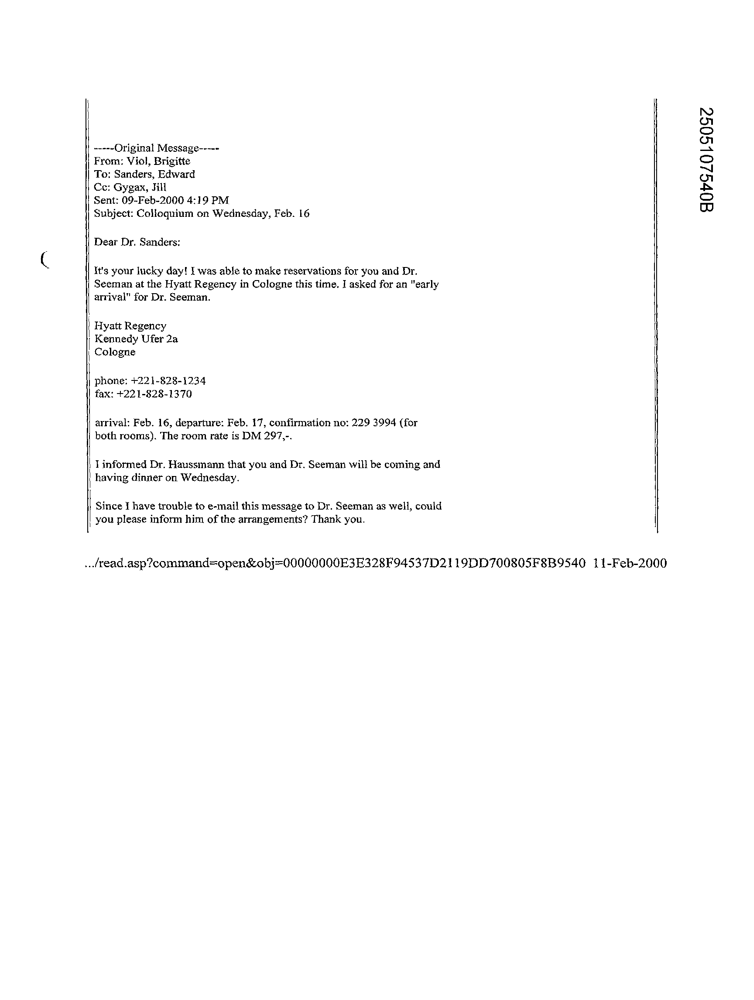 -----Original Message-----
From: Viol, Brigitte
To: Sanders, Edward
Cc: Gygax, Jill
Sent: 09-Feb-2000 4:19 PM
Subject: Colloquium on Wednesday, Feb. 16
Dear Dr. Sanders:
It's your lucky day! I was able to make reservations for you and Dr.
Seeman at the Hyatt Regency in Cologne this time. I asked for an "early
arrival" for Dr. Seeman.
Hyatt Regency
Kennedy Ufer 2a
Cologne
phone: +221-828-1234
fax: +221-828-1370
arrival: Feb. 16, departure: Feb. 17, confirmation no: 229 3994 (for
both rooms). The room rate is DM 297,-.
I informed Dr. Haussmann that you and Dr. Seeman will be coming and
having dinner on Wednesday.
Since I have trouble to e-mail this message to Dr. Seeman as well, could
you please inform him of the arrangements? Thank you.
.../read.asp?command=open&obj=00000000E3E328F94537D2119DD700805F8B9540 11-Feb-2000
2505107540B